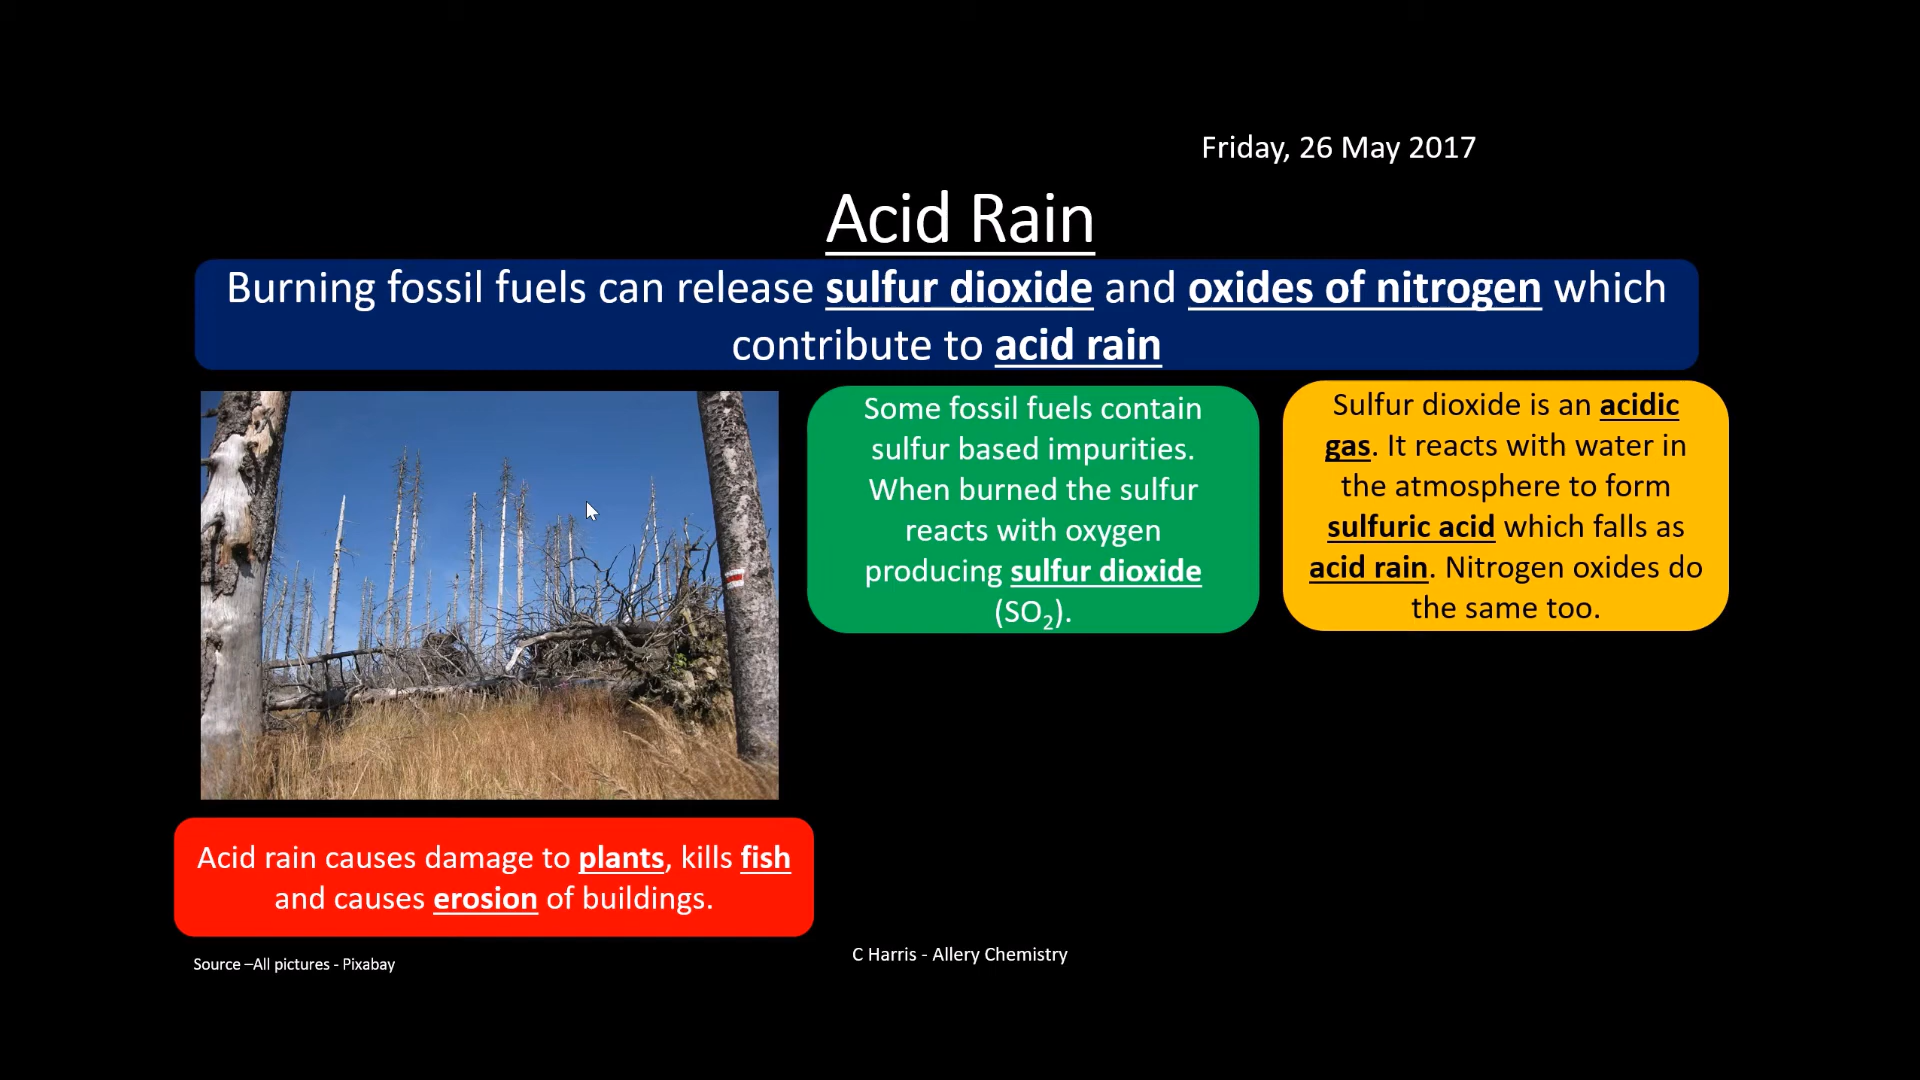 Friday, 26 May 2017
Acid Rain
Burning fossil fuels can release sulfur dioxide and oxides of nitrogen which
contribute to acid rain
Some fossil fuels contain
sulfur based impurities.
When burned the sulfur
reacts with oxygen
producing sulfur dioxide
(SO₂).
Sulfur dioxide is an acidic
gas. It reacts with water in
the atmosphere to form
sulfuric acid which falls as
acid rain. Nitrogen oxides do
the same too.
Acid rain causes damage to plants, kills fish
and causes erosion of buildings.
Source –All pictures - Pixabay
C Harris - Allery Chemistry